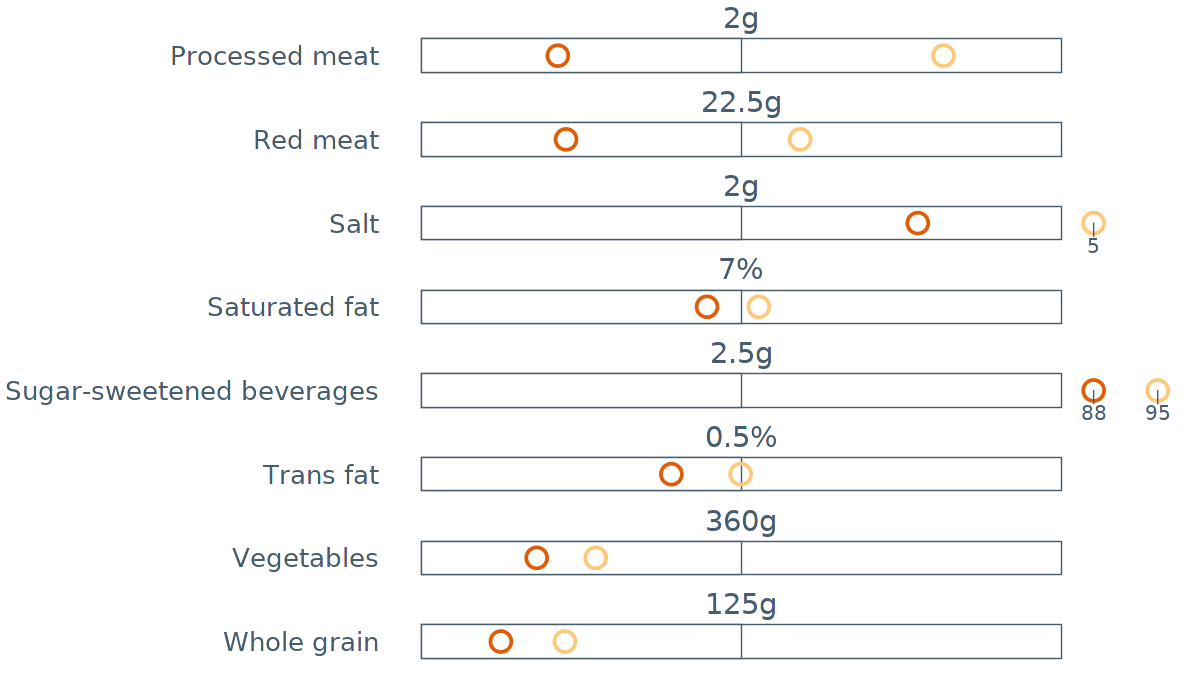 2g
Processed meat
22.5g
Red meat
2g
Salt
5
7%
Saturated fat
2.5g
Sugar-sweetened beverages
88 95
0.5%
Trans fat
360g
Vegetables
125g
Whole grain